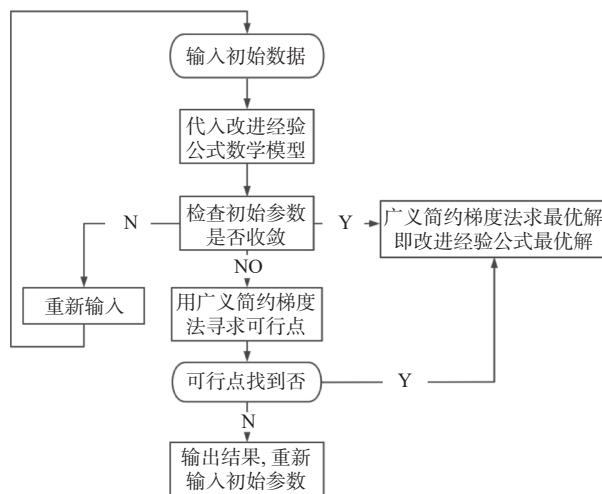 输入初始数据
代入改进经验
公式数学模型
N
检查初始参数
是否收敛
Y
广义简约梯度法求最优解
即改进经验公式最优解
NO
重新输入
用广义简约梯度
法寻求可行点
可行点找到否
Y
N
输出结果, 重新
输入初始参数